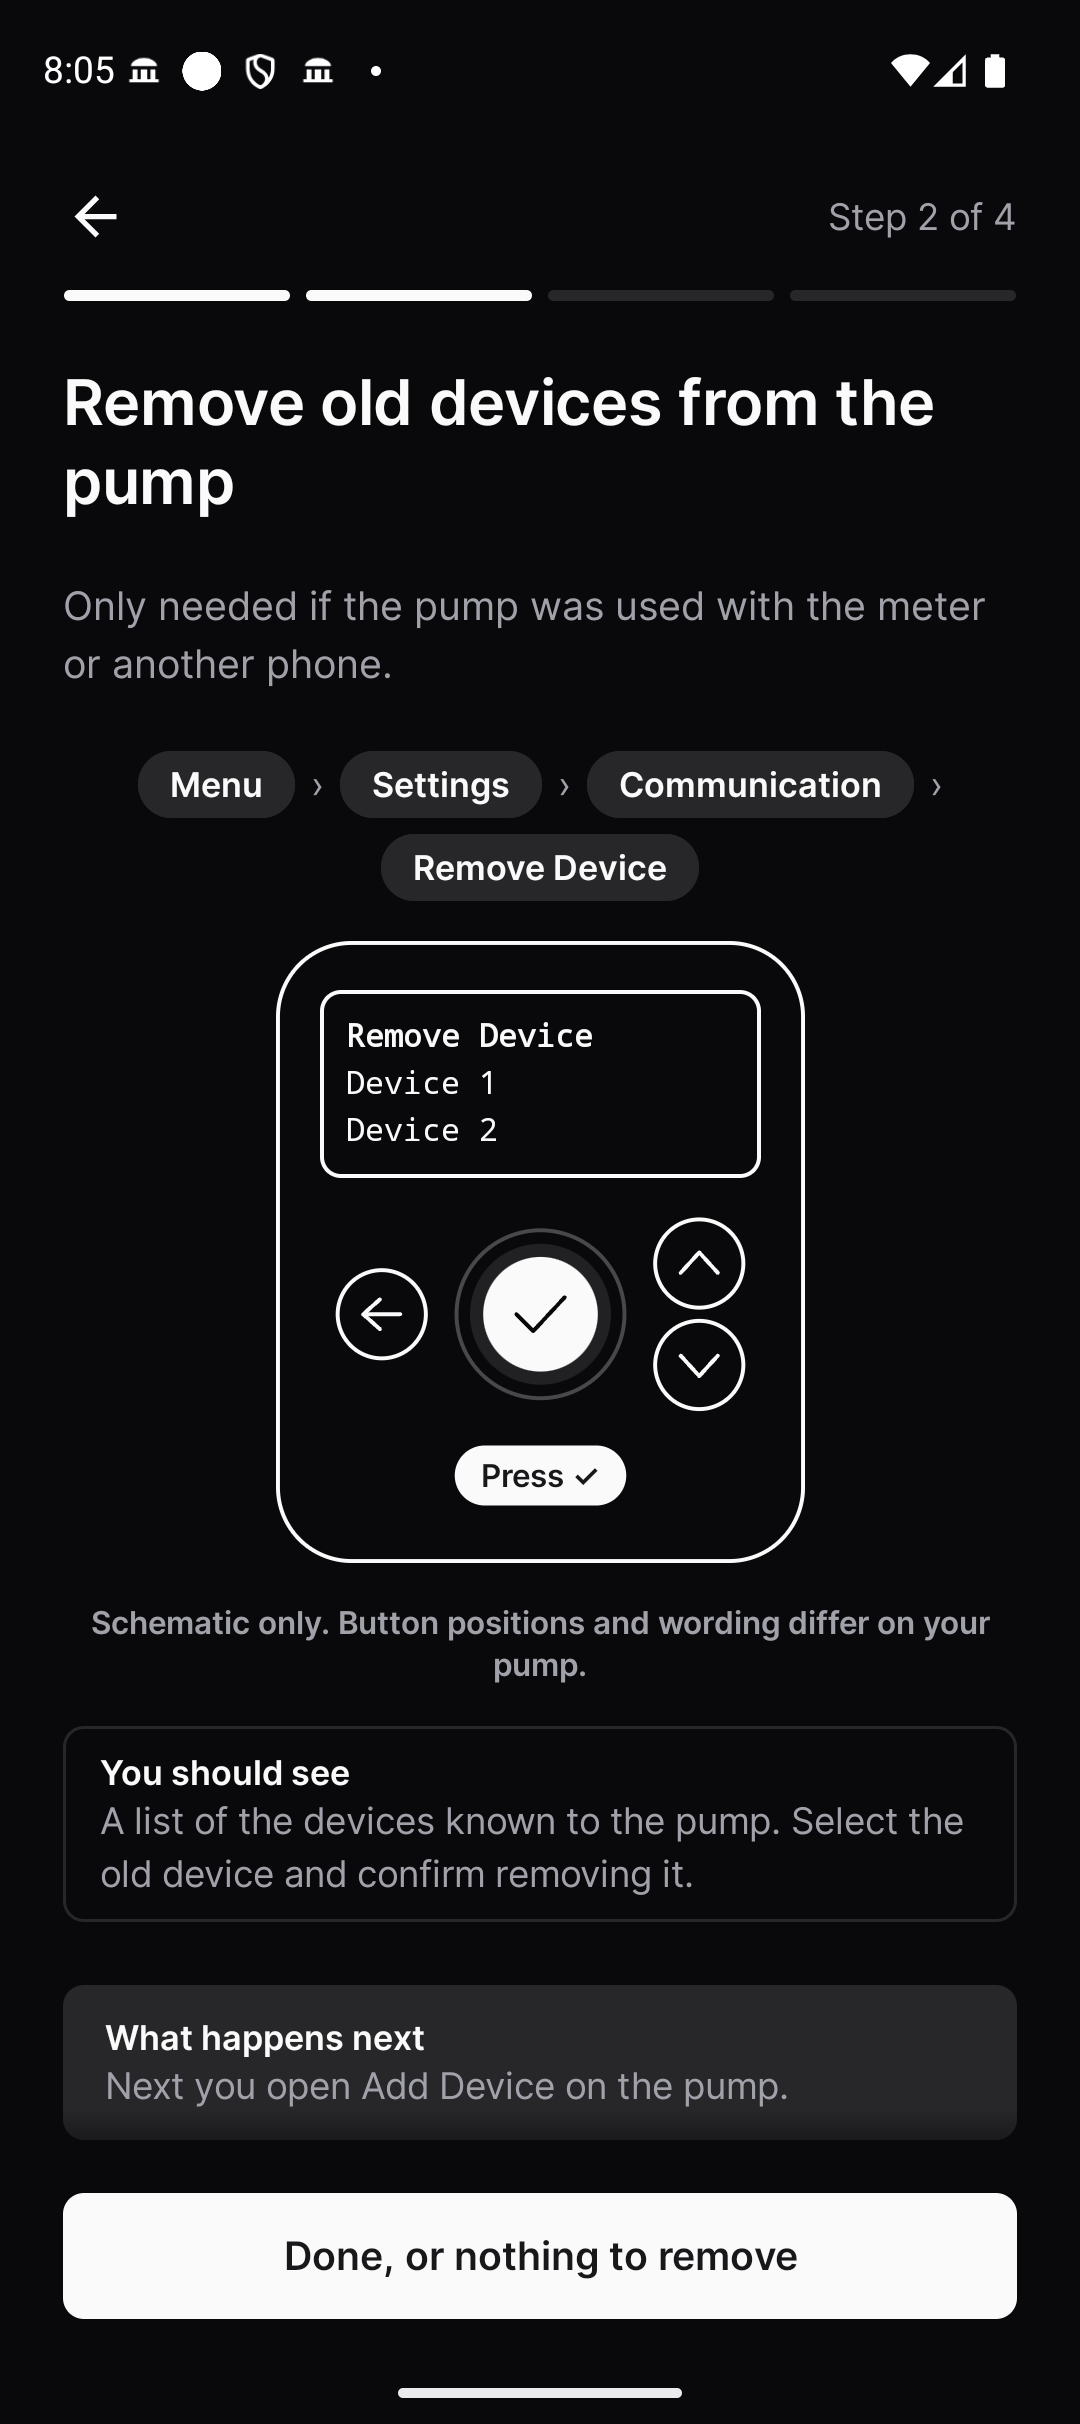 8:05
Step 2 of 4
Remove old devices from the
pump
Only needed if the pump was used with the meter
or another phone.
Menu › Settings › Communication ›
Remove Device
Remove Device
Device 1
Device 2
Press ✓
Schematic only. Button positions and wording differ on your
pump.
You should see
A list of the devices known to the pump. Select the
old device and confirm removing it.
What happens next
Next you open Add Device on the pump.
Done, or nothing to remove